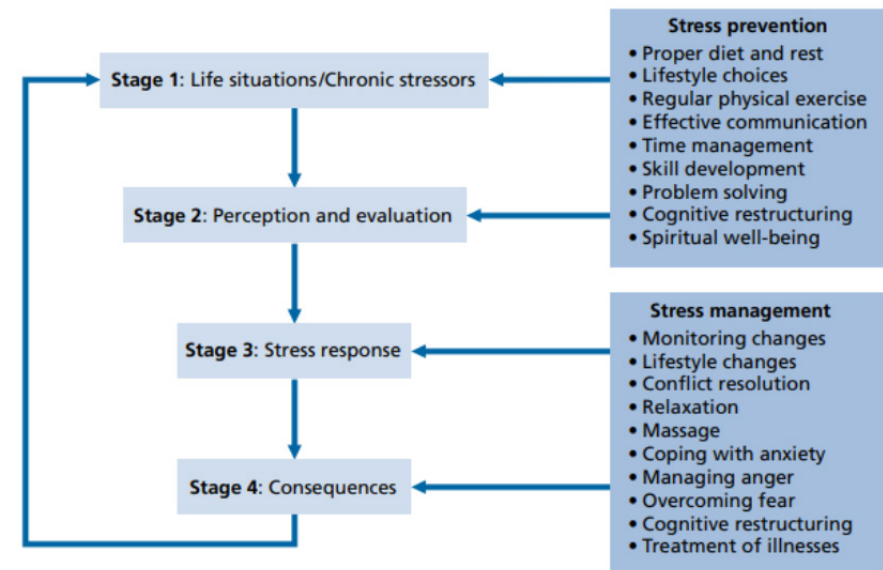 Stress prevention
• Proper diet and rest
• Lifestyle choices
• Regular physical exercise
• Effective communication
• Time management
• Skill development
• Problem solving
• Cognitive restructuring
• Spiritual well-being
Stage 1: Life situations/Chronic stressors
Stage 2: Perception and evaluation
Stage 3: Stress response
Stage 4: Consequences
Stress management
• Monitoring changes
• Lifestyle changes
• Conflict resolution
• Relaxation
• Massage
• Coping with anxiety
• Managing anger
• Overcoming fear
• Cognitive restructuring
• Treatment of illnesses